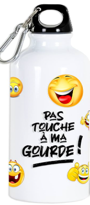 PAS
TOUCHE
À MA
GOURDE !